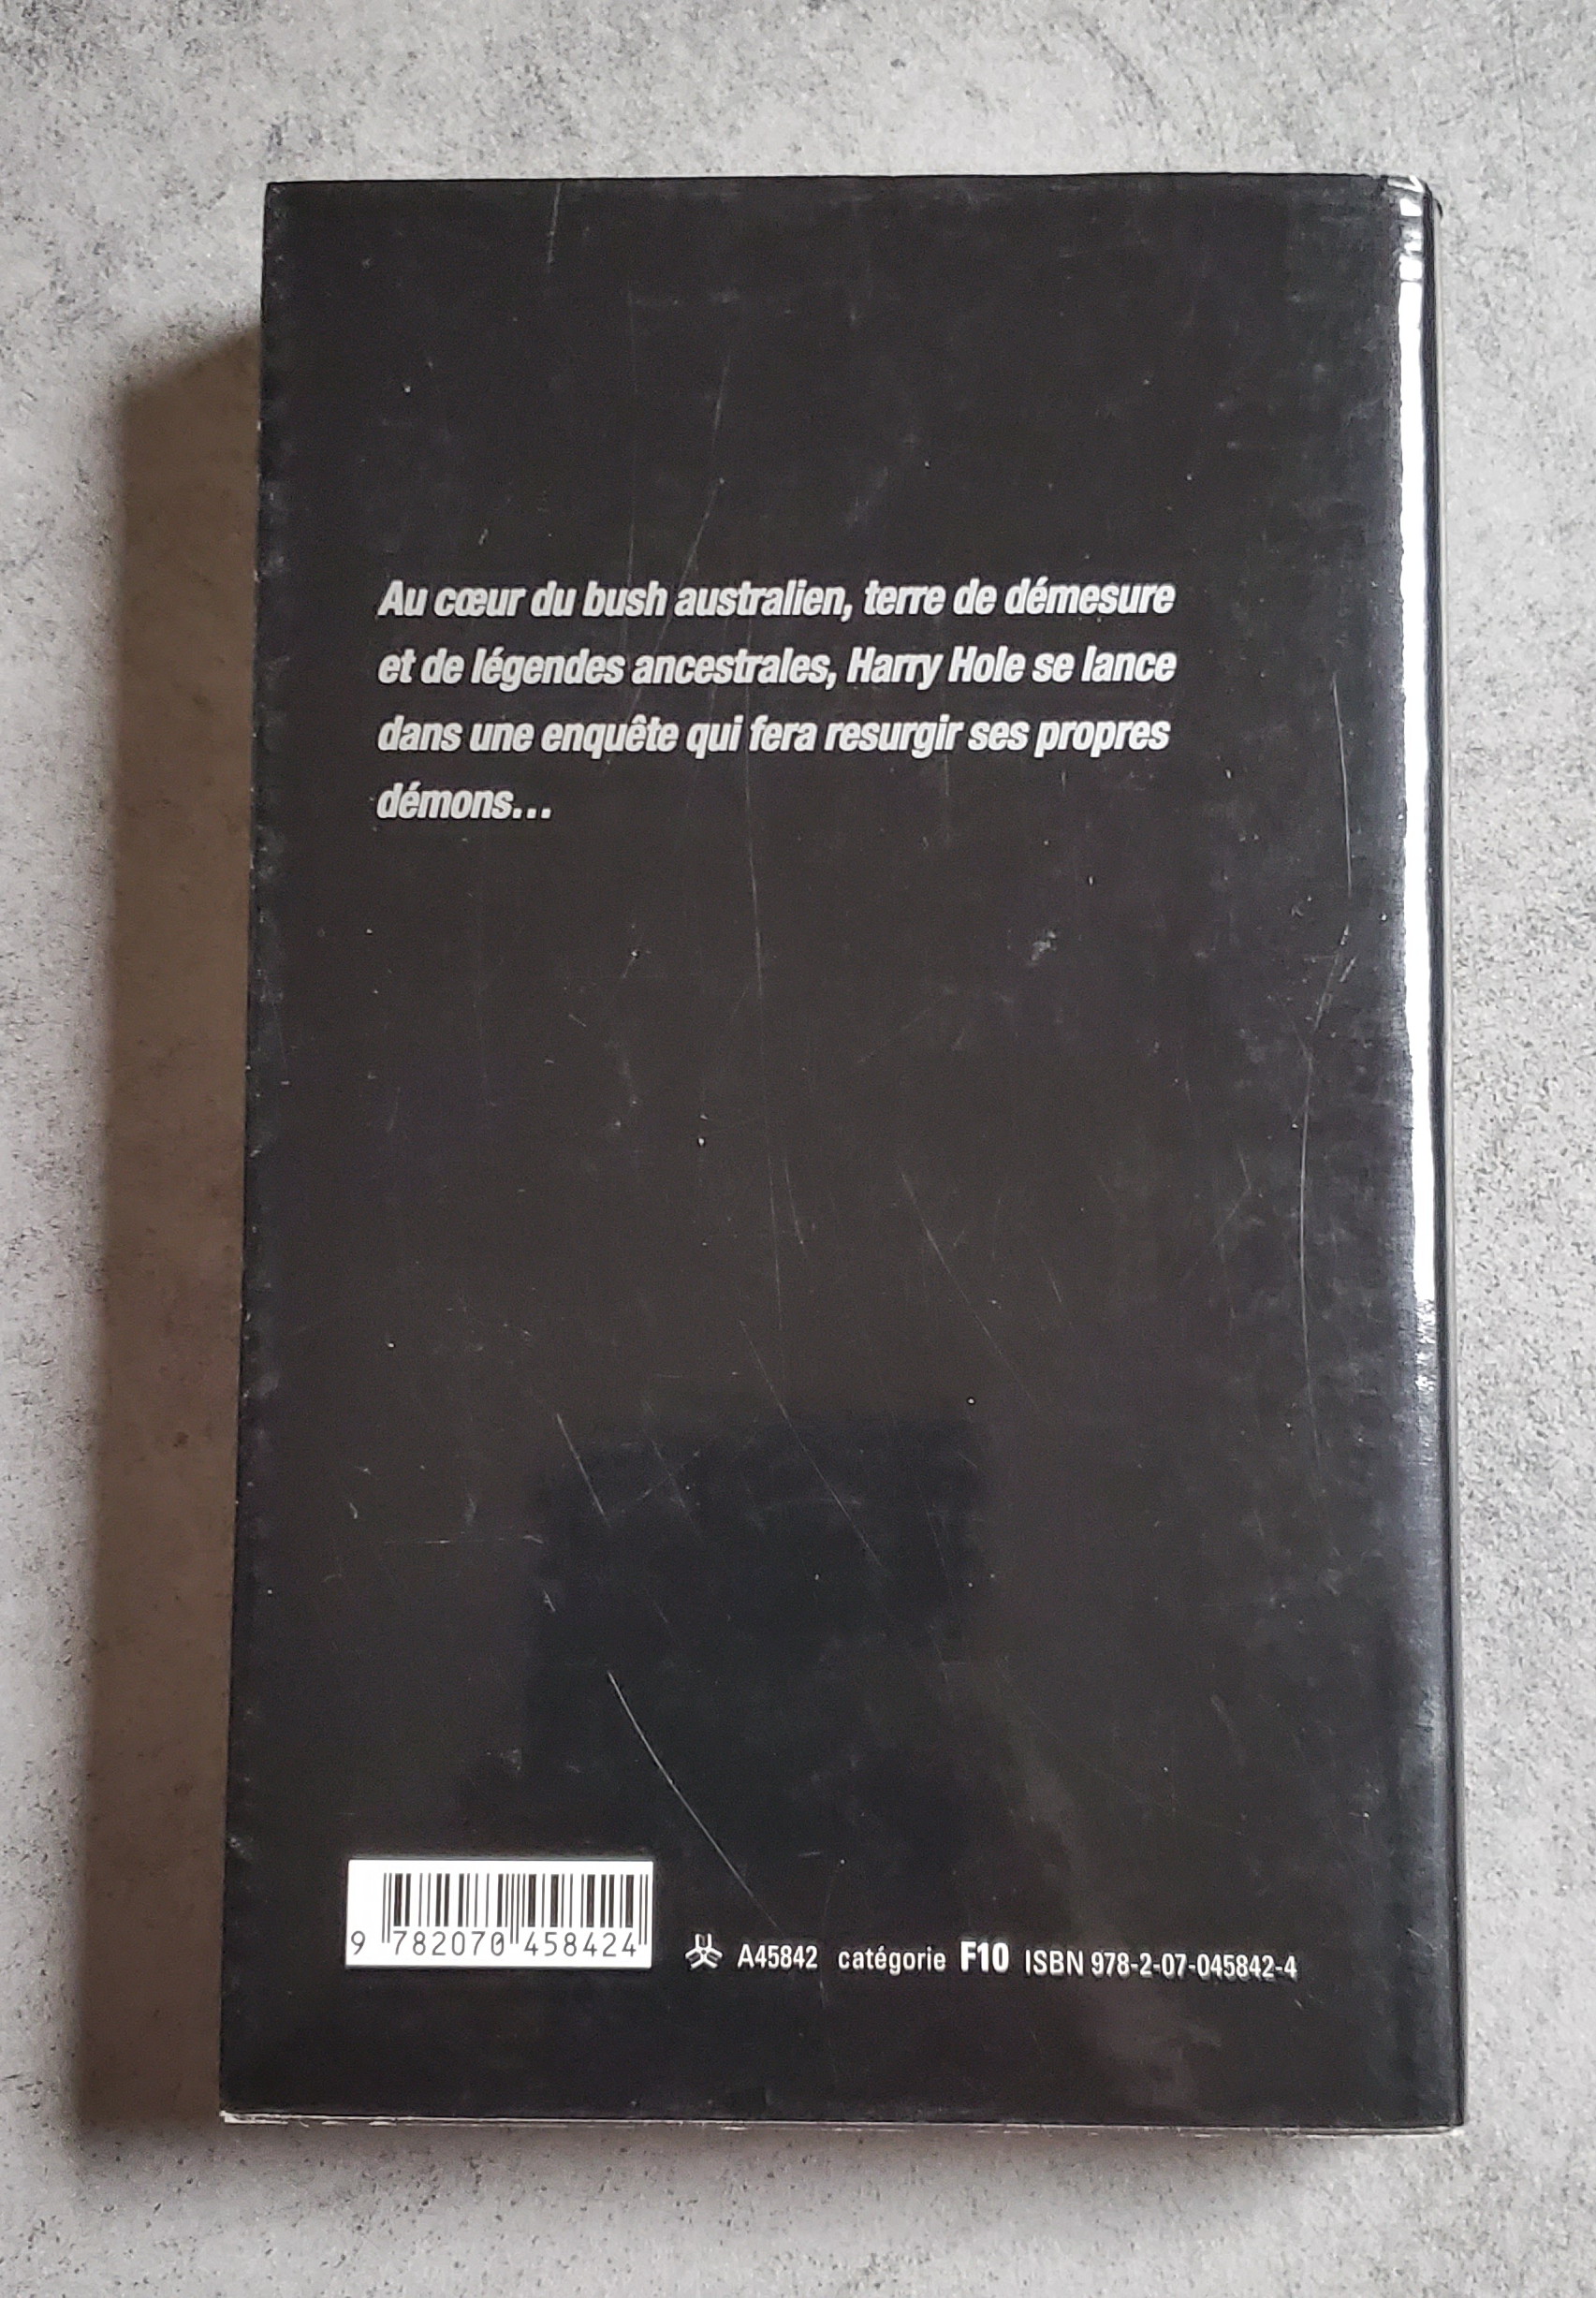 Au cœur du bush australien, terre de démesure
et de légendes ancestrales, Harry Hole se lance
dans une enquête qui fera resurgir ses propres
démons...
9 782070 458424
A45842 catégorie F10 ISBN 978-2-07-045842-4